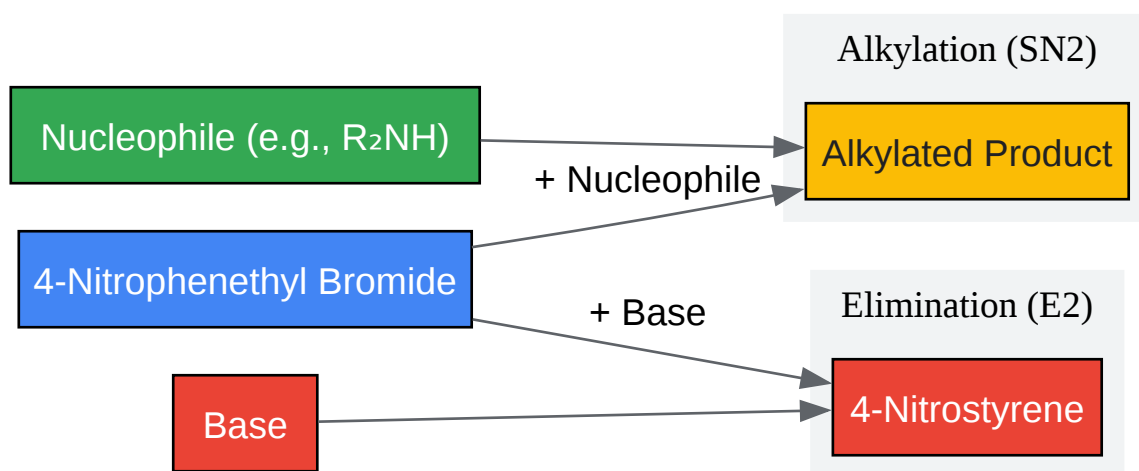 Alkylation (SN2)
Nucleophile (e.g., R₂NH)
Alkylated Product
+ Nucleophile
4-Nitrophenethyl Bromide
Elimination (E2)
+ Base
4-Nitrostyrene
Base